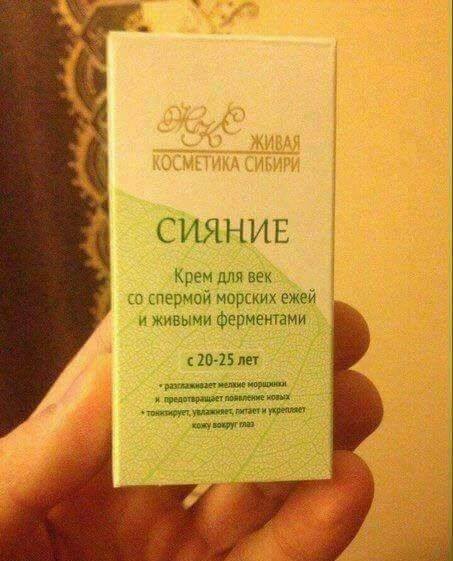 ЖКС ЖИВАЯ
КОСМЕТИКА СИБИРИ
СИЯНИЕ
Крем для век
со спермой морских ежей
и живыми ферментами
с 20-25 лет
• разглаживает мелкие морщинки
и предотвращает появление новых
• тонизирует, увлажняет, питает и укрепляет
кожу вокруг глаз